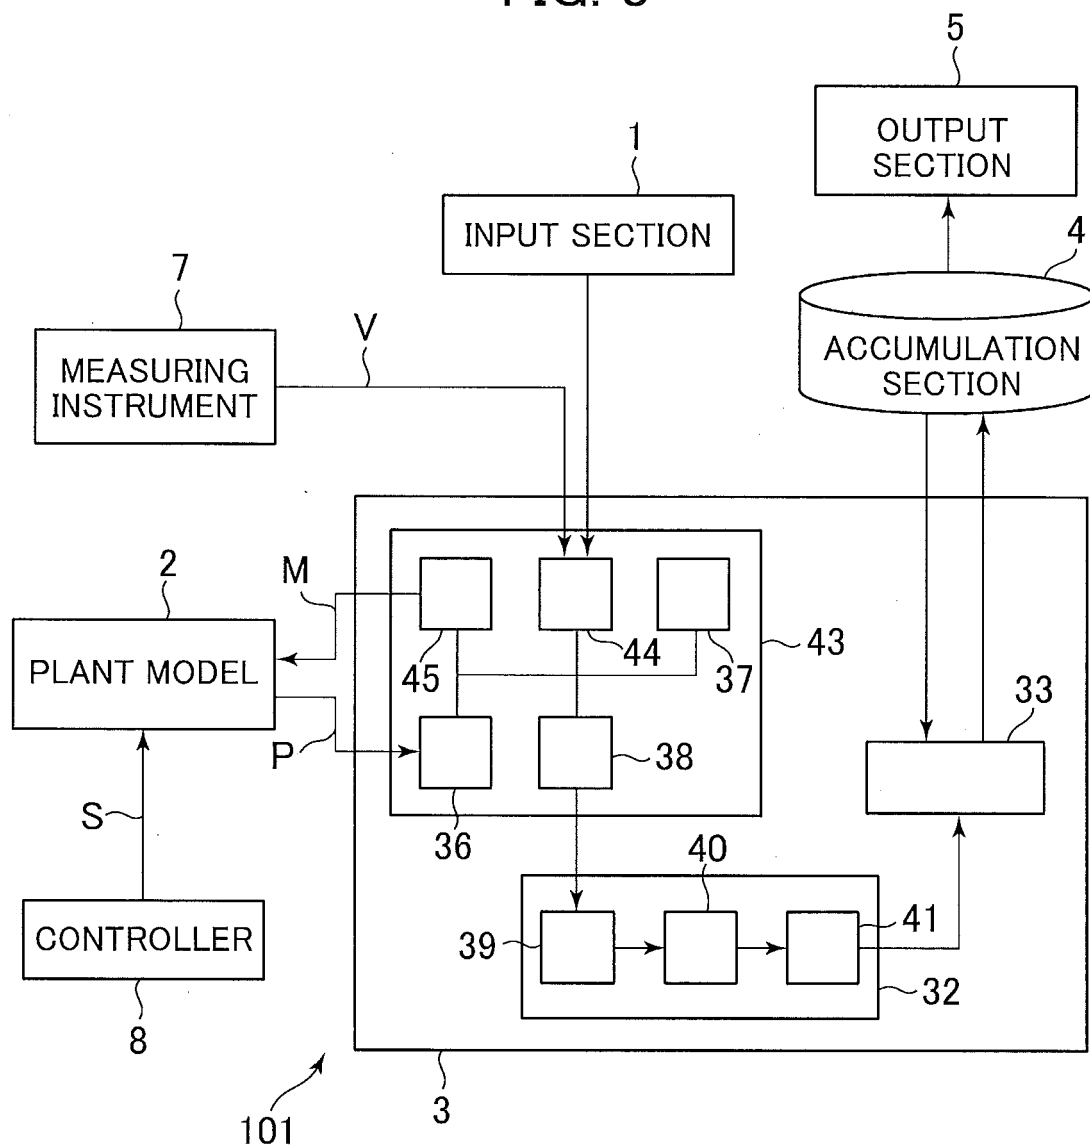 5
OUTPUT
SECTION
1
INPUT SECTION
4
7
V
MEASURING
INSTRUMENT
ACCUMULATION
SECTION
2
M
PLANT MODEL
45
44
37
43
33
P
38
S
36
40
CONTROLLER
39
41
32
8
3
101